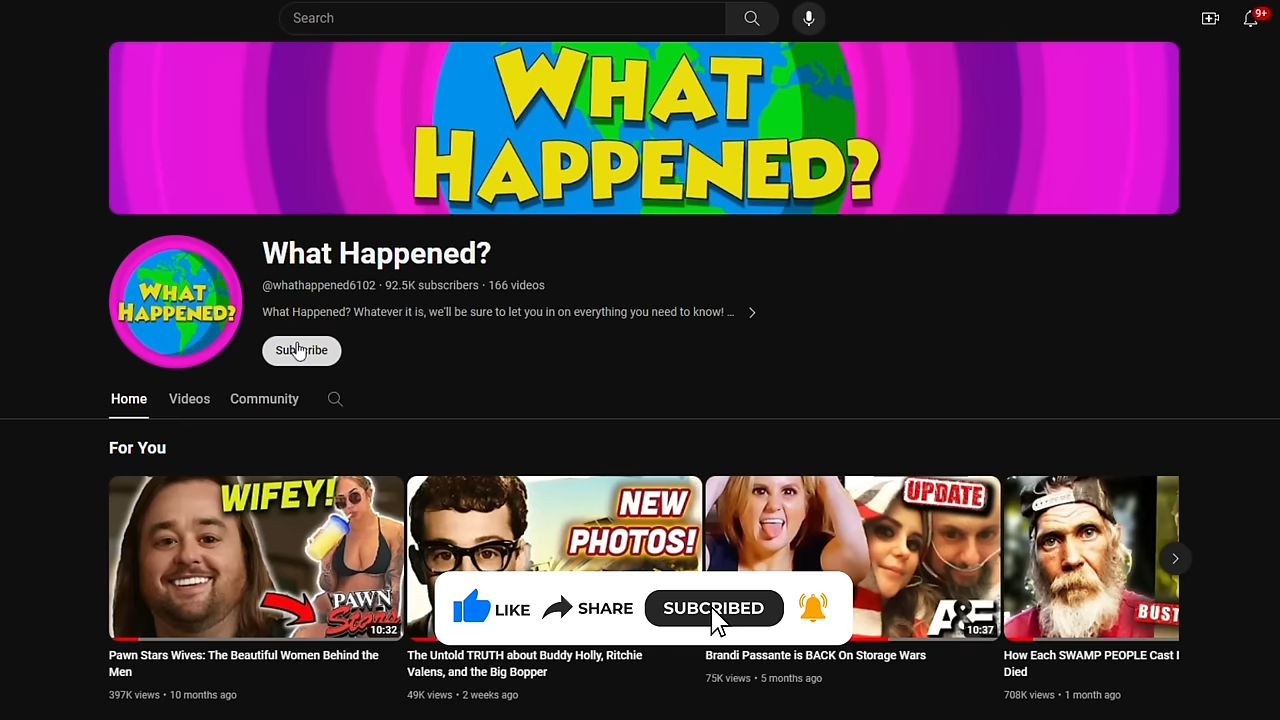 Search
9+
WHAT
HAPPENED?
WHAT
HAPPENED?
What Happened?
@whathappened6102 · 92.5K subscribers · 166 videos
What Happened? Whatever it is, we'll be sure to let you in on everything you need to know! ...
Subscribe
Home
Videos
Community
For You
WIFEY!
PAWN
Stars
10:32
NEW
PHOTOS!
UPDATE
A&E
10:37
BUST
LIKE
SHARE
SUBSCRIBED
Pawn Stars Wives: The Beautiful Women Behind the
Men
397K views · 10 months ago
The Untold TRUTH about Buddy Holly, Ritchie
Valens, and the Big Bopper
49K views · 2 weeks ago
Brandi Passante is BACK On Storage Wars
75K views · 5 months ago
How Each SWAMP PEOPLE Cast
Died
708K views · 1 month ago